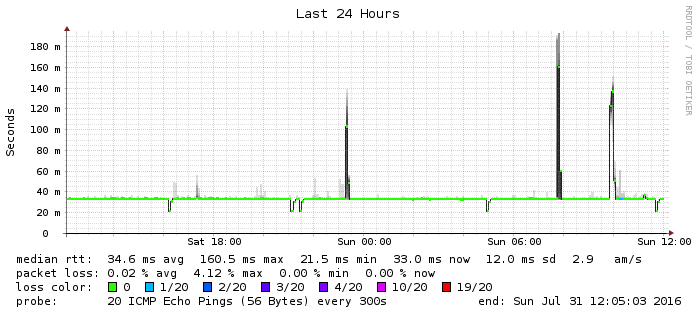 Last 24 Hours
RRDTOOL / TOBI OETIKER
Seconds
180 m
160 m
140 m
120 m
100 m
80 m
60 m
40 m
20 m
0
Sat 18:00 Sun 00:00 Sun 06:00 Sun 12:00
median rtt: 34.6 ms avg 160.5 ms max 21.5 ms min 33.0 ms now 12.0 ms sd 2.9 am/s
packet loss: 0.02 % avg 4.12 % max 0.00 % min 0.00 % now
loss color: 0 1/20 2/20 3/20 4/20 10/20 19/20
probe: 20 ICMP Echo Pings (56 Bytes) every 300s end: Sun Jul 31 12:05:03 2016